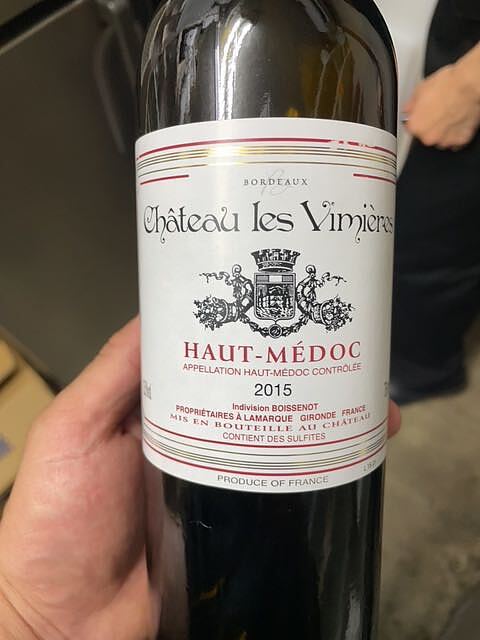 BORDEAUX
Château les Vimières
HAUT-MÉDOC
APPELLATION HAUT-MÉDOC CONTRÔLÉE
2015
Indivision BOISSENOT
PROPRIÉTAIRES À LAMARQUE GIRONDE FRANCE
MIS EN BOUTEILLE AU CHÂTEAU
CONTIENT DES SULFITES
PRODUCE OF FRANCE